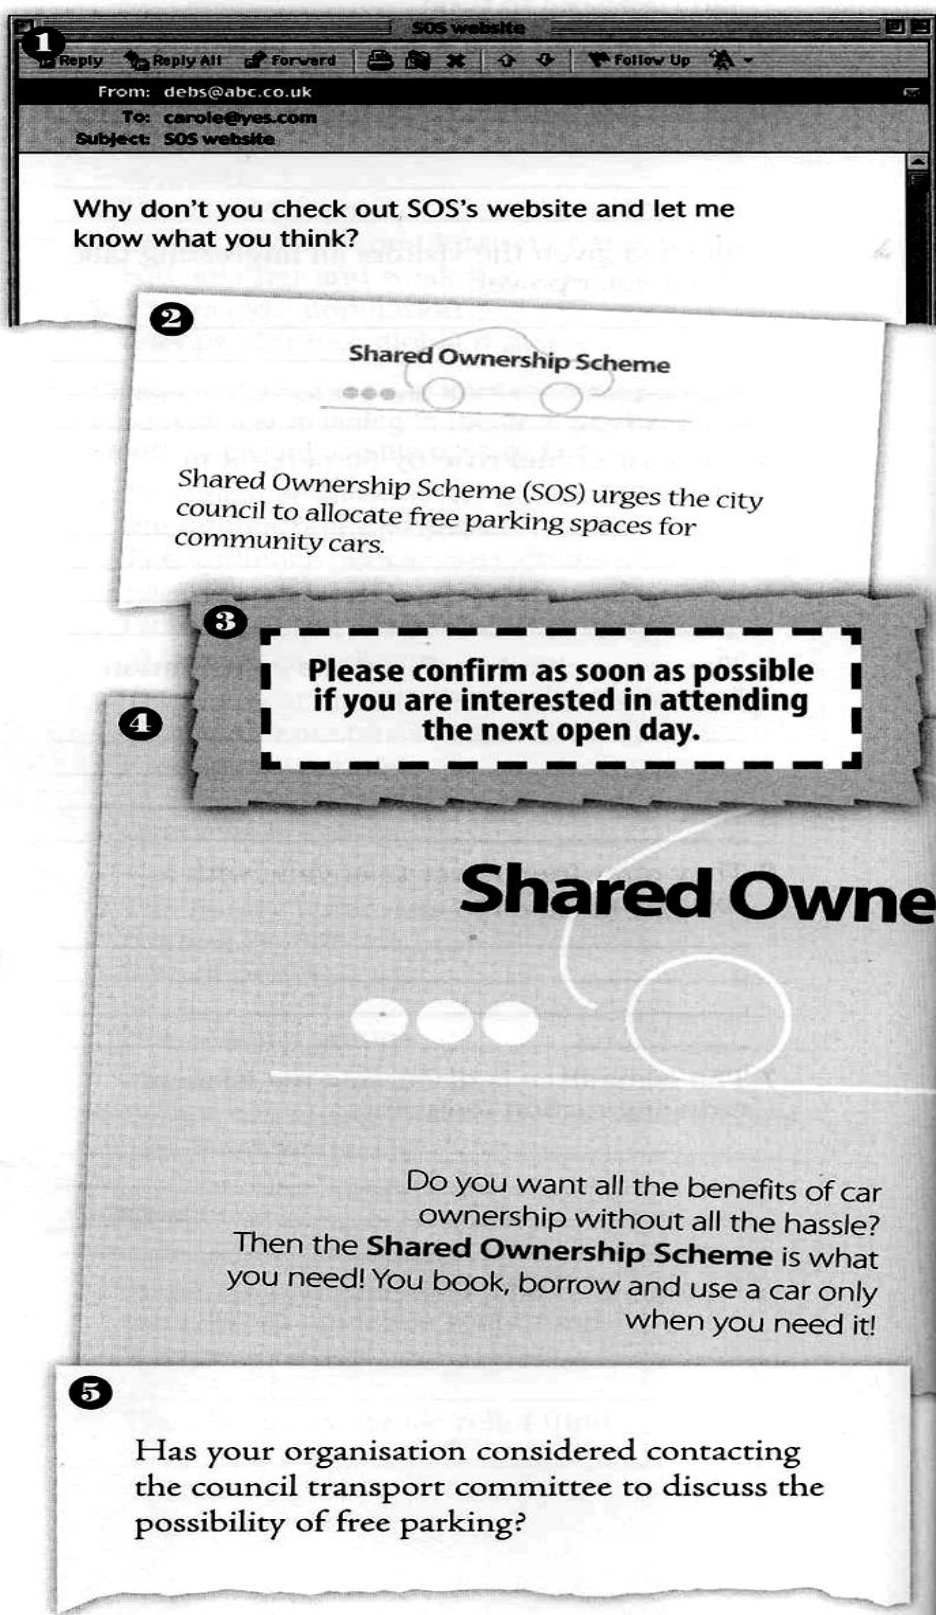 SOS website
1
Reply Reply All Forward Follow Up
From: debs@abc.co.uk
To: carole@yes.com
Subject: SOS website
Why don't you check out SOS's website and let me
know what you think?
2
Shared Ownership Scheme
Shared Ownership Scheme (SOS) urges the city
council to allocate free parking spaces for
community cars.
3
Please confirm as soon as possible
if you are interested in attending
the next open day.
4
Shared Owne
Do you want all the benefits of car
ownership without all the hassle?
Then the Shared Ownership Scheme is what
you need! You book, borrow and use a car only
when you need it!
5
Has your organisation considered contacting
the council transport committee to discuss the
possibility of free parking?